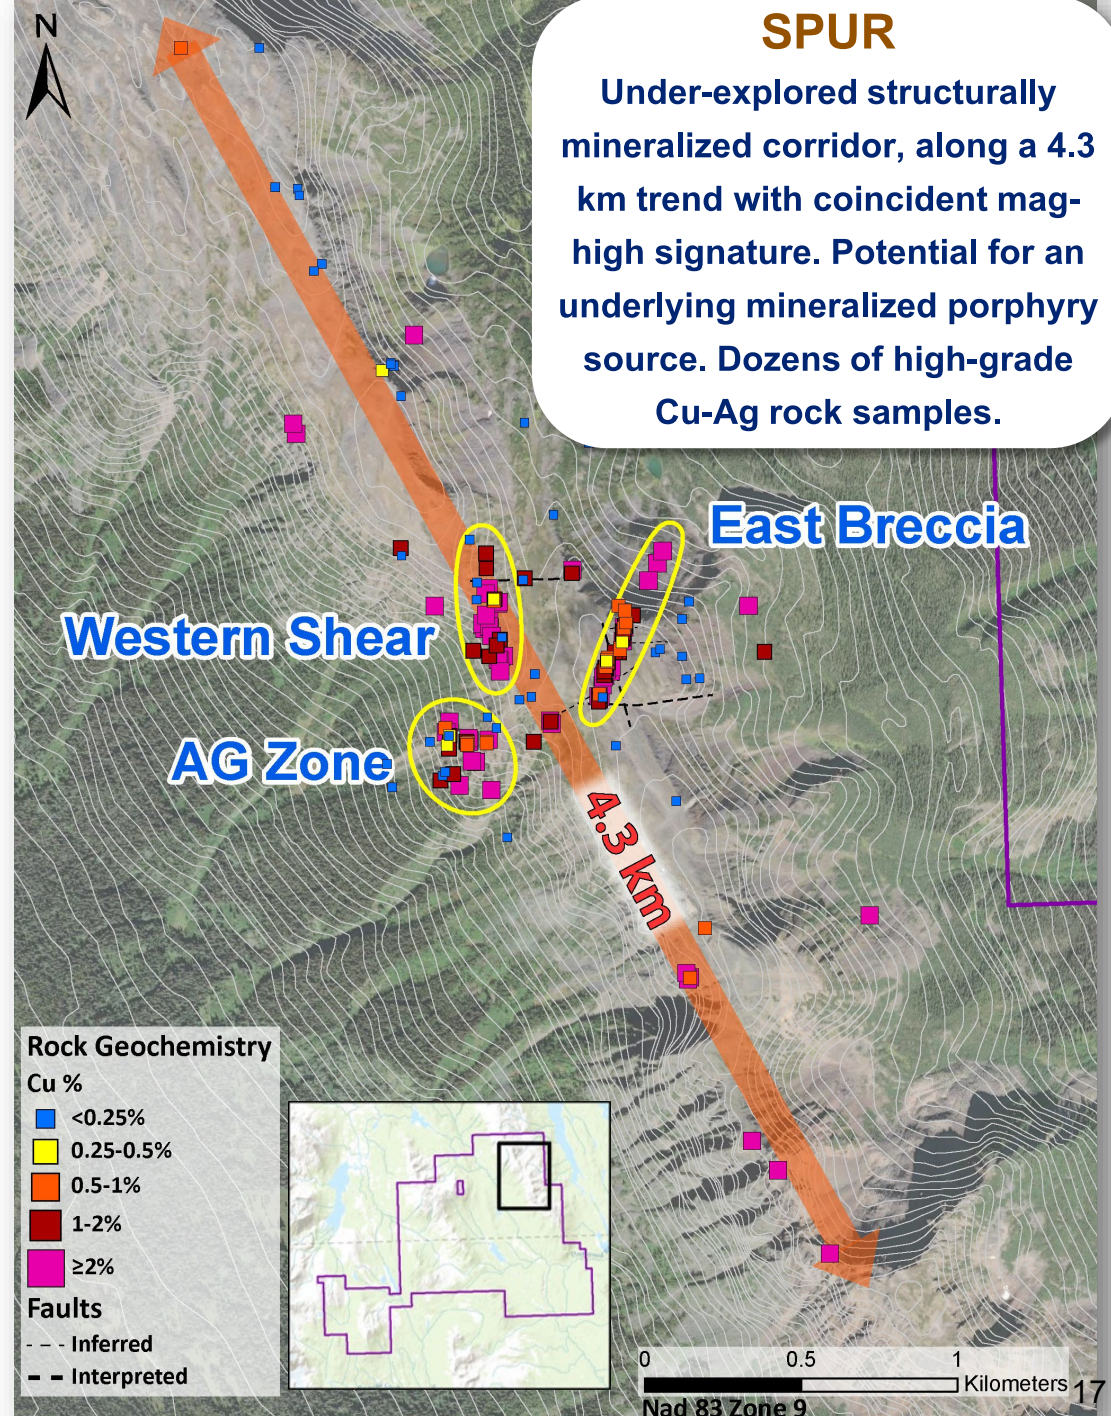 N
SPUR
Under-explored structurally
mineralized corridor, along a 4.3
km trend with coincident mag-
high signature. Potential for an
underlying mineralized porphyry
source. Dozens of high-grade
Cu-Ag rock samples.
East Breccia
Western Shear
AG Zone
4.3 km
Rock Geochemistry
Cu %
<0.25%
0.25-0.5%
0.5-1%
1-2%
≥2%
Faults
Inferred
Interpreted
0 0.5 1
Kilometers
Nad 83 Zone 9
17